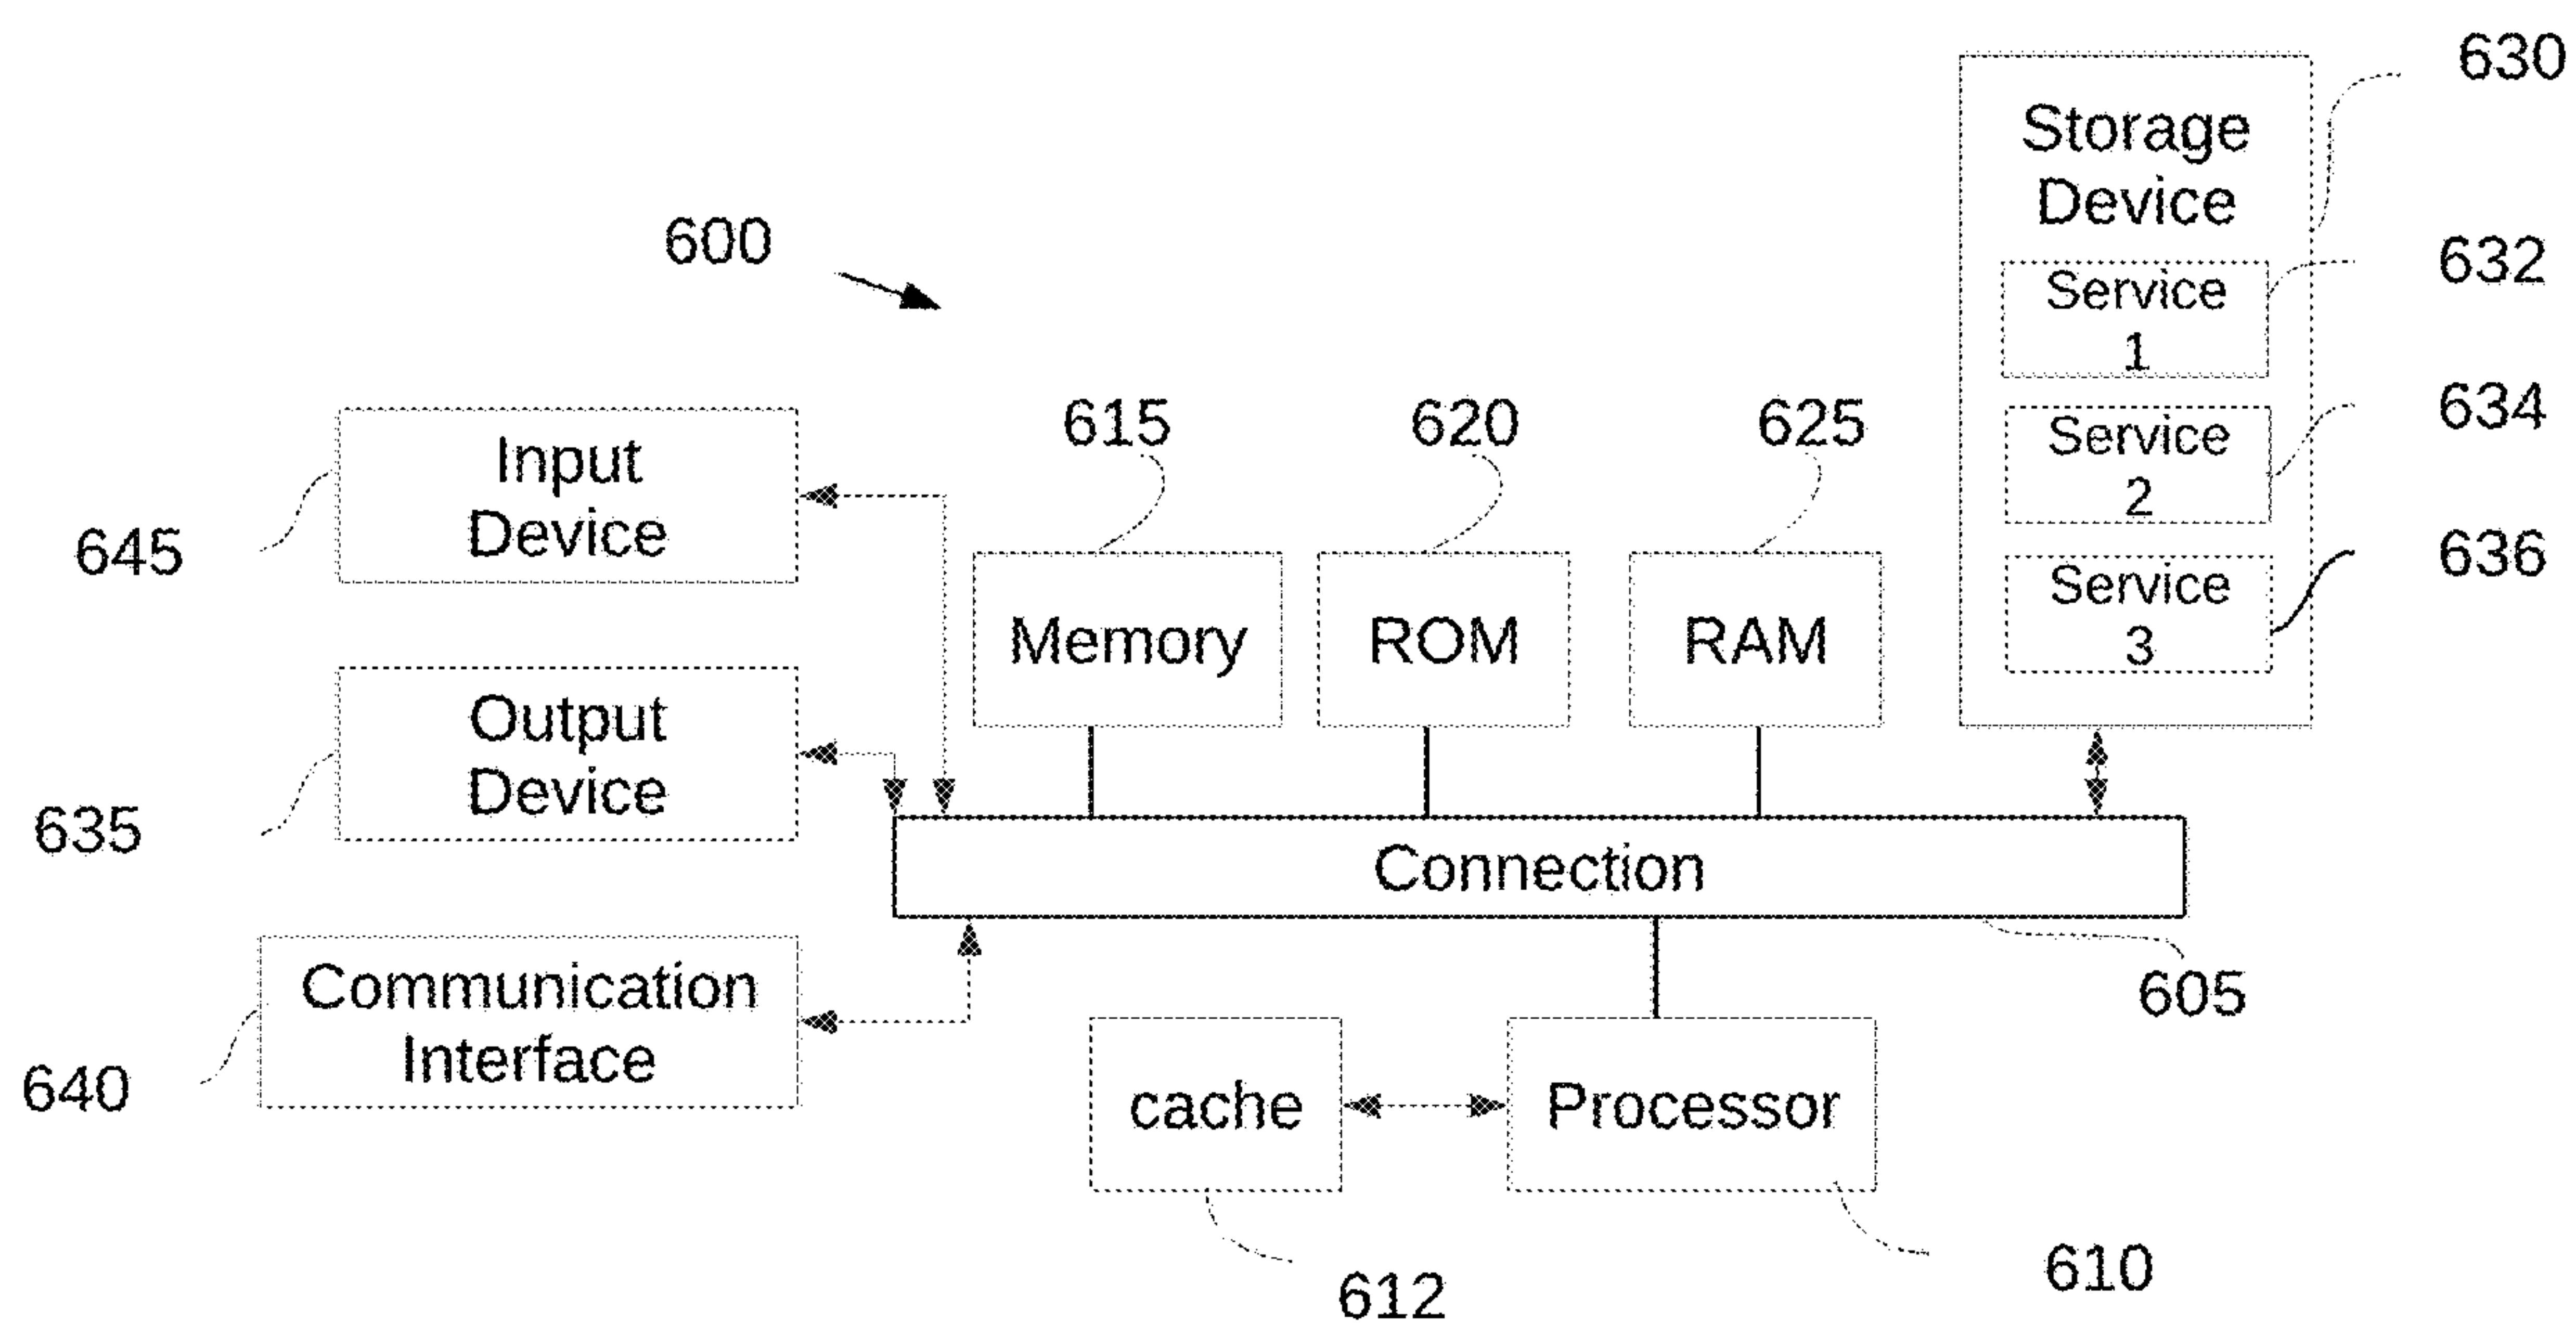 630
Storage
Device
600
632
Service
1
634
Service
2
615
620
625
Input
Device
645
636
Service
3
Memory
ROM
RAM
Output
Device
635
Connection
Communication
Interface
605
640
cache
Processor
610
612